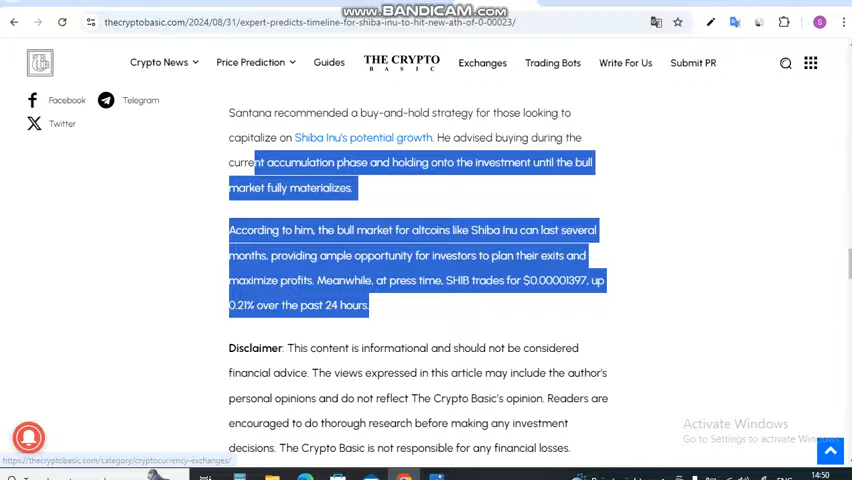 www.BANDICAM.com
thecryptobasic.com/2024/08/31/expert-predicts-timeline-for-shiba-inu-to-hit-new-ath-of-0-00023/
S
Crypto News
Price Prediction
Guides
THE CRYPTO
BASIC
Exchanges
Trading Bots
Write For Us
Submit PR
Facebook
Telegram
Twitter
Santana recommended a buy-and-hold strategy for those looking to
capitalize on Shiba Inu's potential growth. He advised buying during the
current accumulation phase and holding onto the investment until the bull
market fully materializes.
According to him, the bull market for altcoins like Shiba Inu can last several
months, providing ample opportunity for investors to plan their exits and
maximize profits. Meanwhile, at press time, SHIB trades for $0.00001397, up
0.21% over the past 24 hours.
Disclaimer: This content is informational and should not be considered
financial advice. The views expressed in this article may include the author's
personal opinions and do not reflect The Crypto Basic's opinion. Readers are
encouraged to do thorough research before making any investment
decisions. The Crypto Basic is not responsible for any financial losses.
Activate Windows
Go to Settings to activate Windows
https://thecryptobasic.com/category/cryptocurrency-exchanges/
14:50